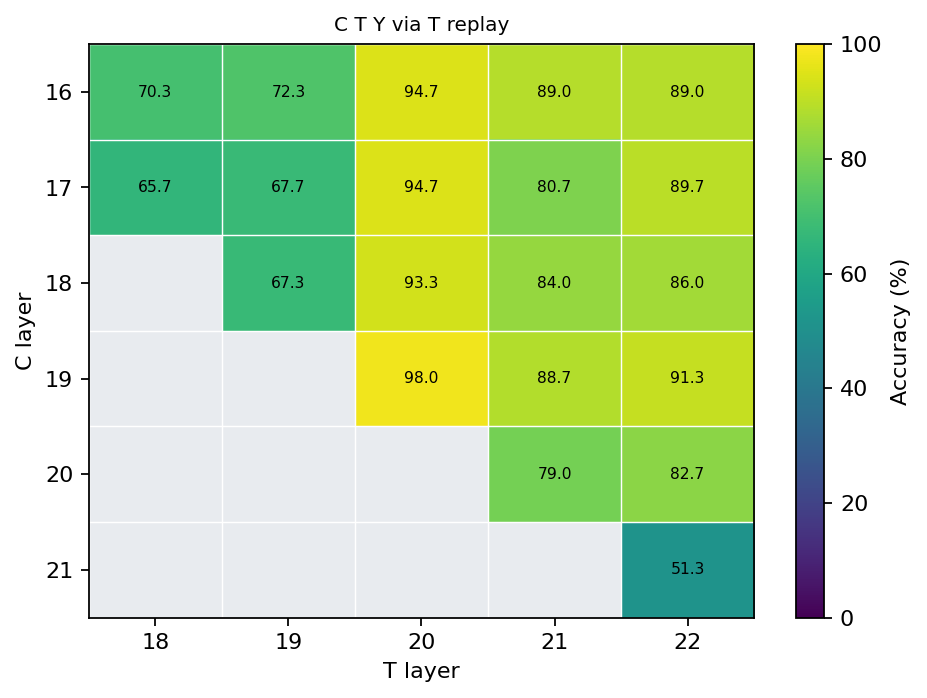 C T Y via T replay
C layer
16 70.3 72.3 94.7 89.0 89.0
17 65.7 67.7 94.7 80.7 89.7
18 67.3 93.3 84.0 86.0
19 98.0 88.7 91.3
20 79.0 82.7
21 51.3
18 19 20 21 22
T layer
100
80
60
40
20
0
Accuracy (%)